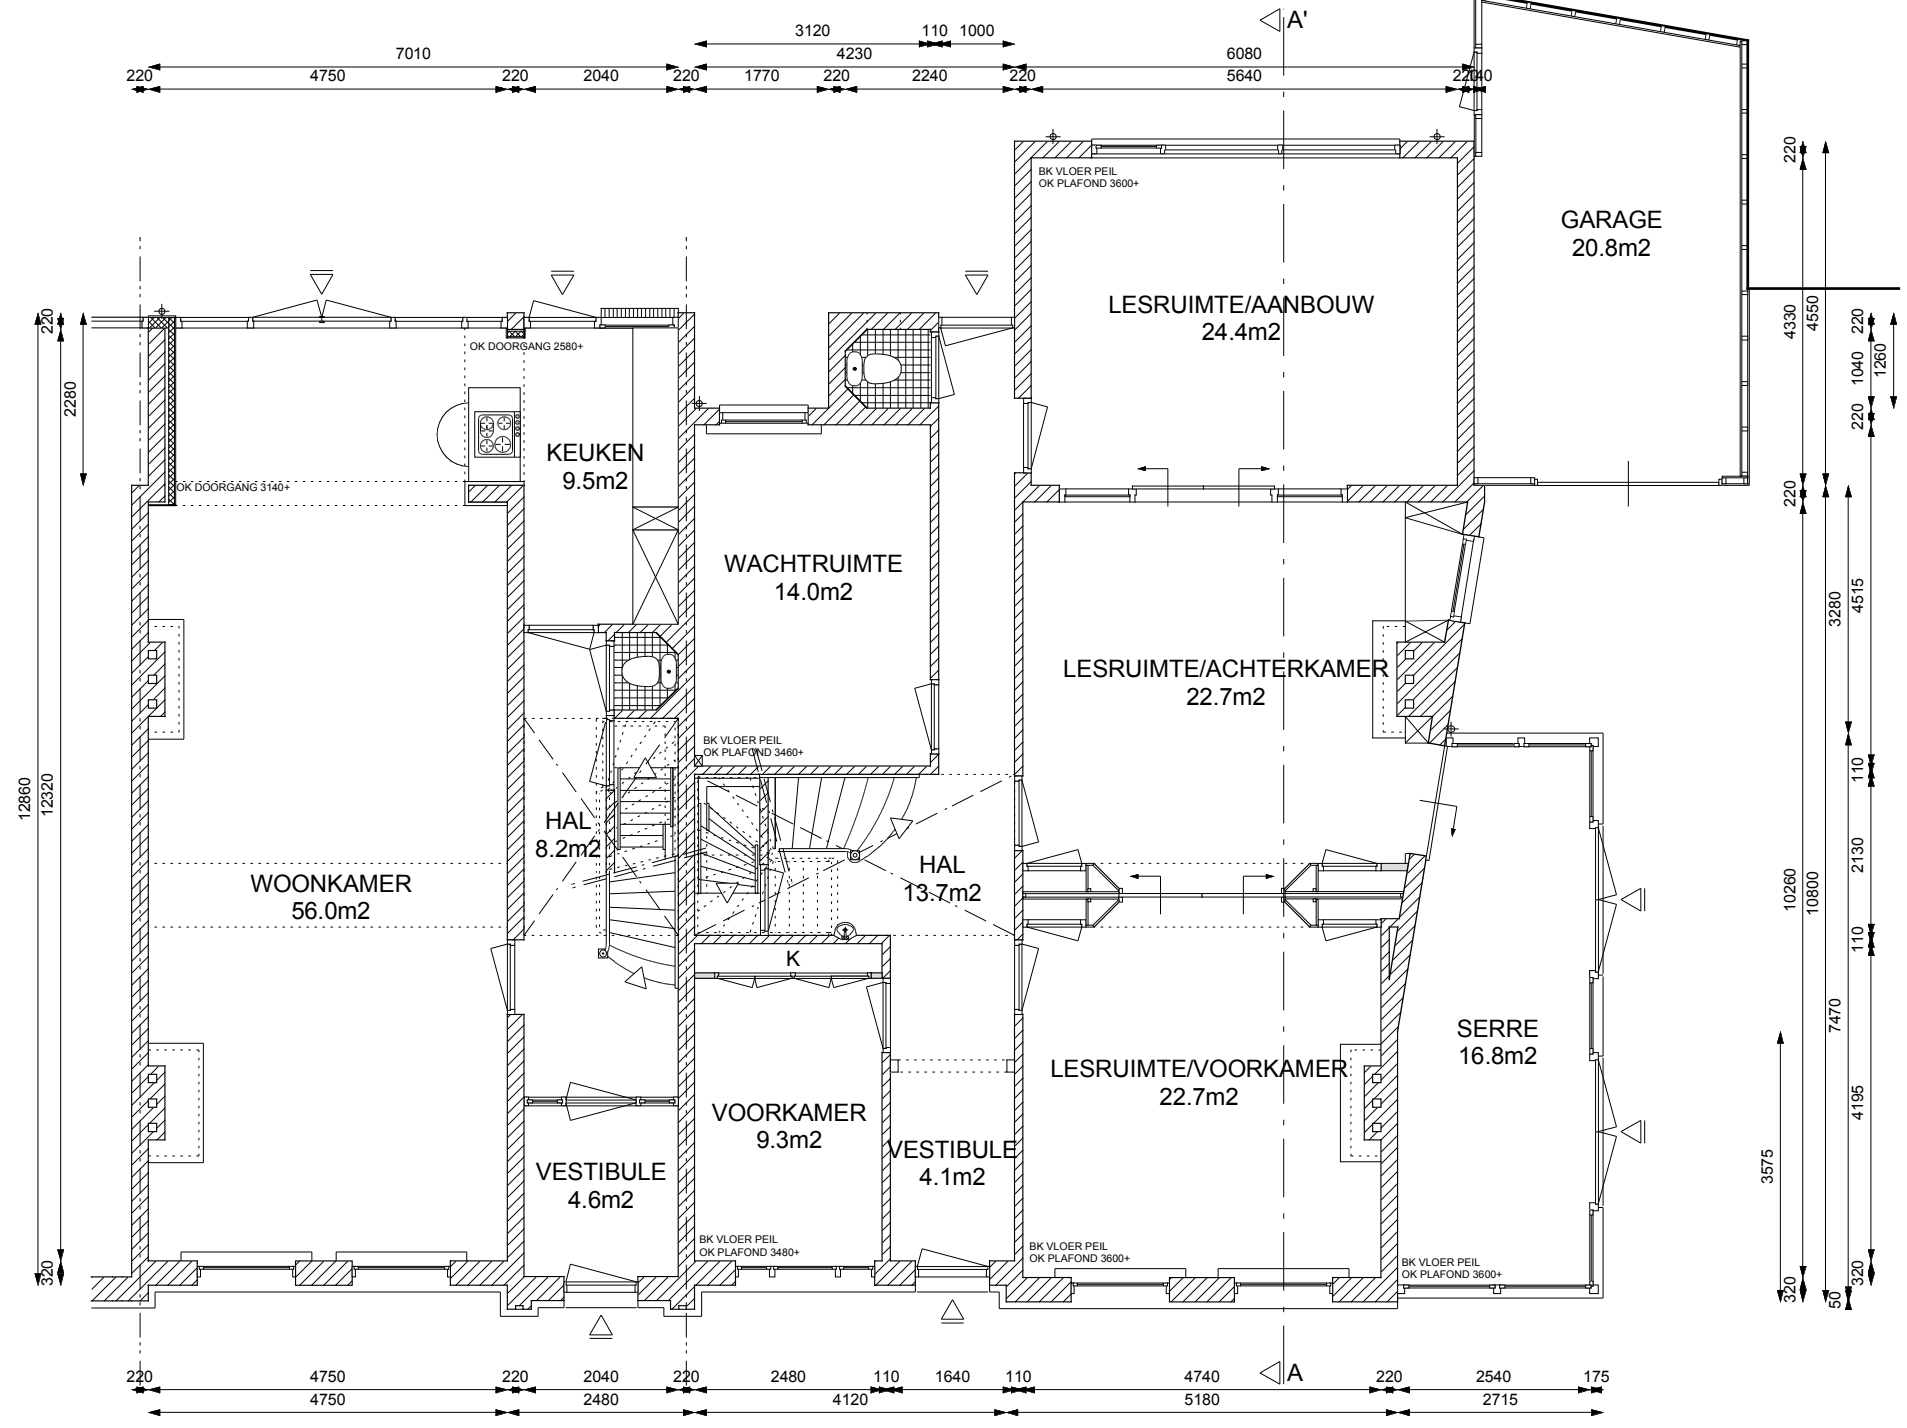 A'
3120 110 1000
7010 4230 6080
220 4750 220 2040 220 1770 220 2240 220 5640 220 40
BK VLOER PEIL
OK PLAFOND 3600+
GARAGE
20.8m2
LESRUIMTE/AANBOUW
24.4m2
OK DOORGANG 2580+
KEUKEN
9.5m2
OK DOORGANG 3140+
WACHTRUIMTE
14.0m2
LESRUIMTE/ACHTERKAMER
22.7m2
BK VLOER PEIL
OK PLAFOND 3460+
HAL
8.2m2
HAL
13.7m2
WOONKAMER
56.0m2
K
SERRE
16.8m2
LESRUIMTE/VOORKAMER
22.7m2
VOORKAMER
9.3m2
VESTIBULE
4.1m2
VESTIBULE
4.6m2
BK VLOER PEIL
OK PLAFOND 3480+
BK VLOER PEIL
OK PLAFOND 3600+
BK VLOER PEIL
OK PLAFOND 3600+
12860
220
12320
320
2280
220
4330
220
10260
320
4550
10800
3280
7470
50
4515
110
2130
110
4195
320
220
1040
220
1260
3575
A
220 4750 220 2040 220 2480 110 1640 110 4740 220 2540 175
4750 2480 4120 5180 2715